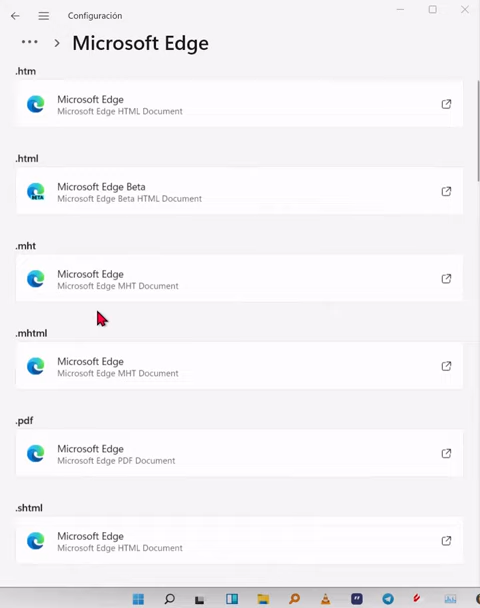 Configuración
Microsoft Edge
.htm
Microsoft Edge
Microsoft Edge HTML Document
.html
Microsoft Edge Beta
Microsoft Edge Beta HTML Document
BETA
.mht
Microsoft Edge
Microsoft Edge MHT Document
.mhtml
Microsoft Edge
Microsoft Edge MHT Document
.pdf
Microsoft Edge
Microsoft Edge PDF Document
.shtml
Microsoft Edge
Microsoft Edge HTML Document